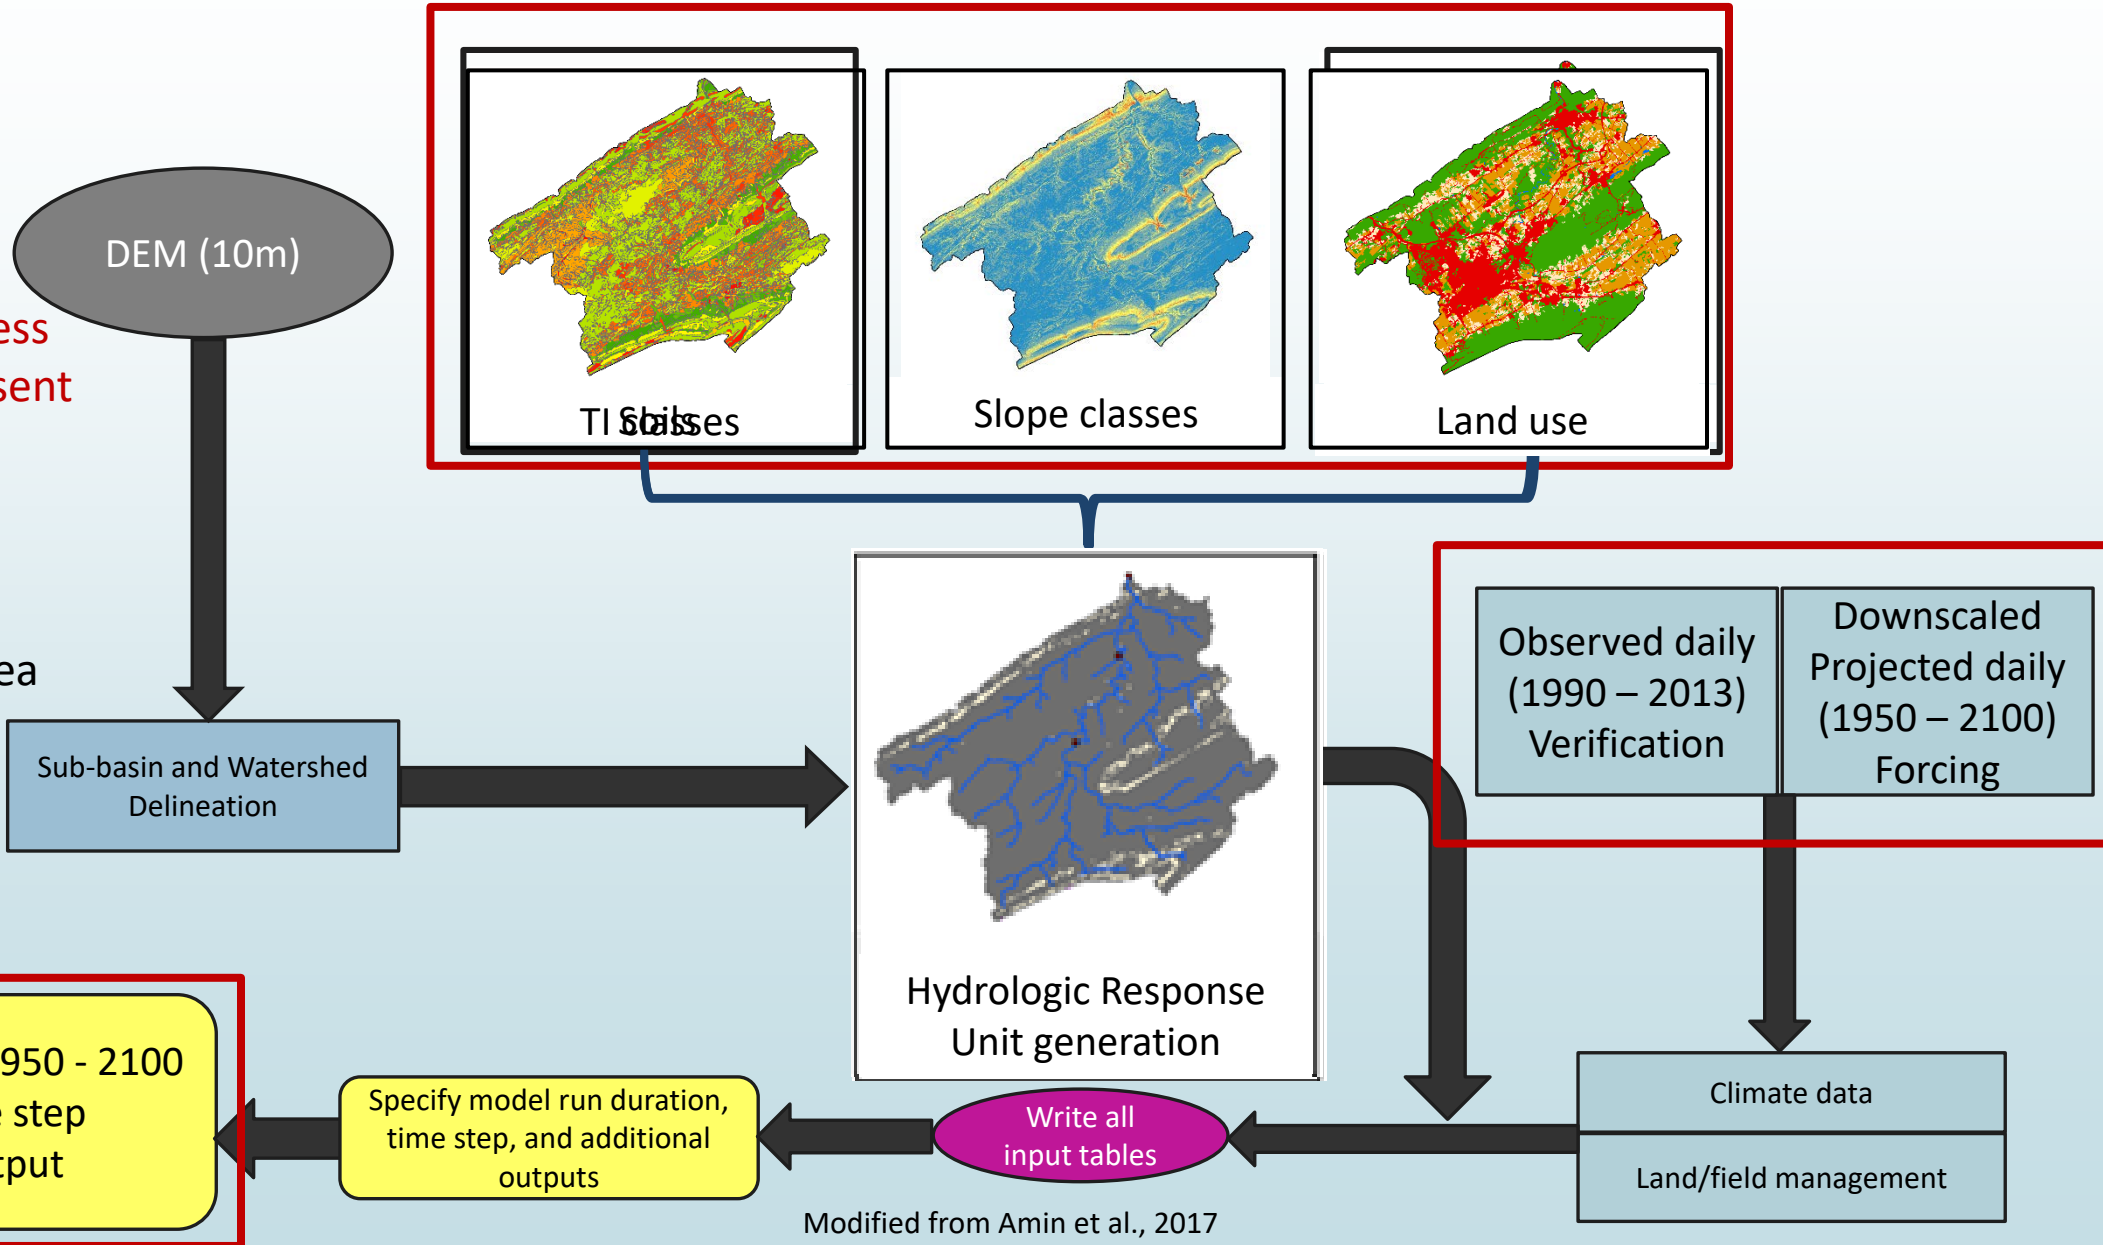 TI classes
Soils
Slope classes
Land use
DEM (10m)
ess
sent
ea
Sub-basin and Watershed
Delineation
Hydrologic Response
Unit generation
Observed daily
(1990 – 2013)
Verification
Downscaled
Projected daily
(1950 – 2100)
Forcing
Climate data
Land/field management
Write all
input tables
Specify model run duration,
time step, and additional
outputs
950 - 2100
e step
tput
Modified from Amin et al., 2017